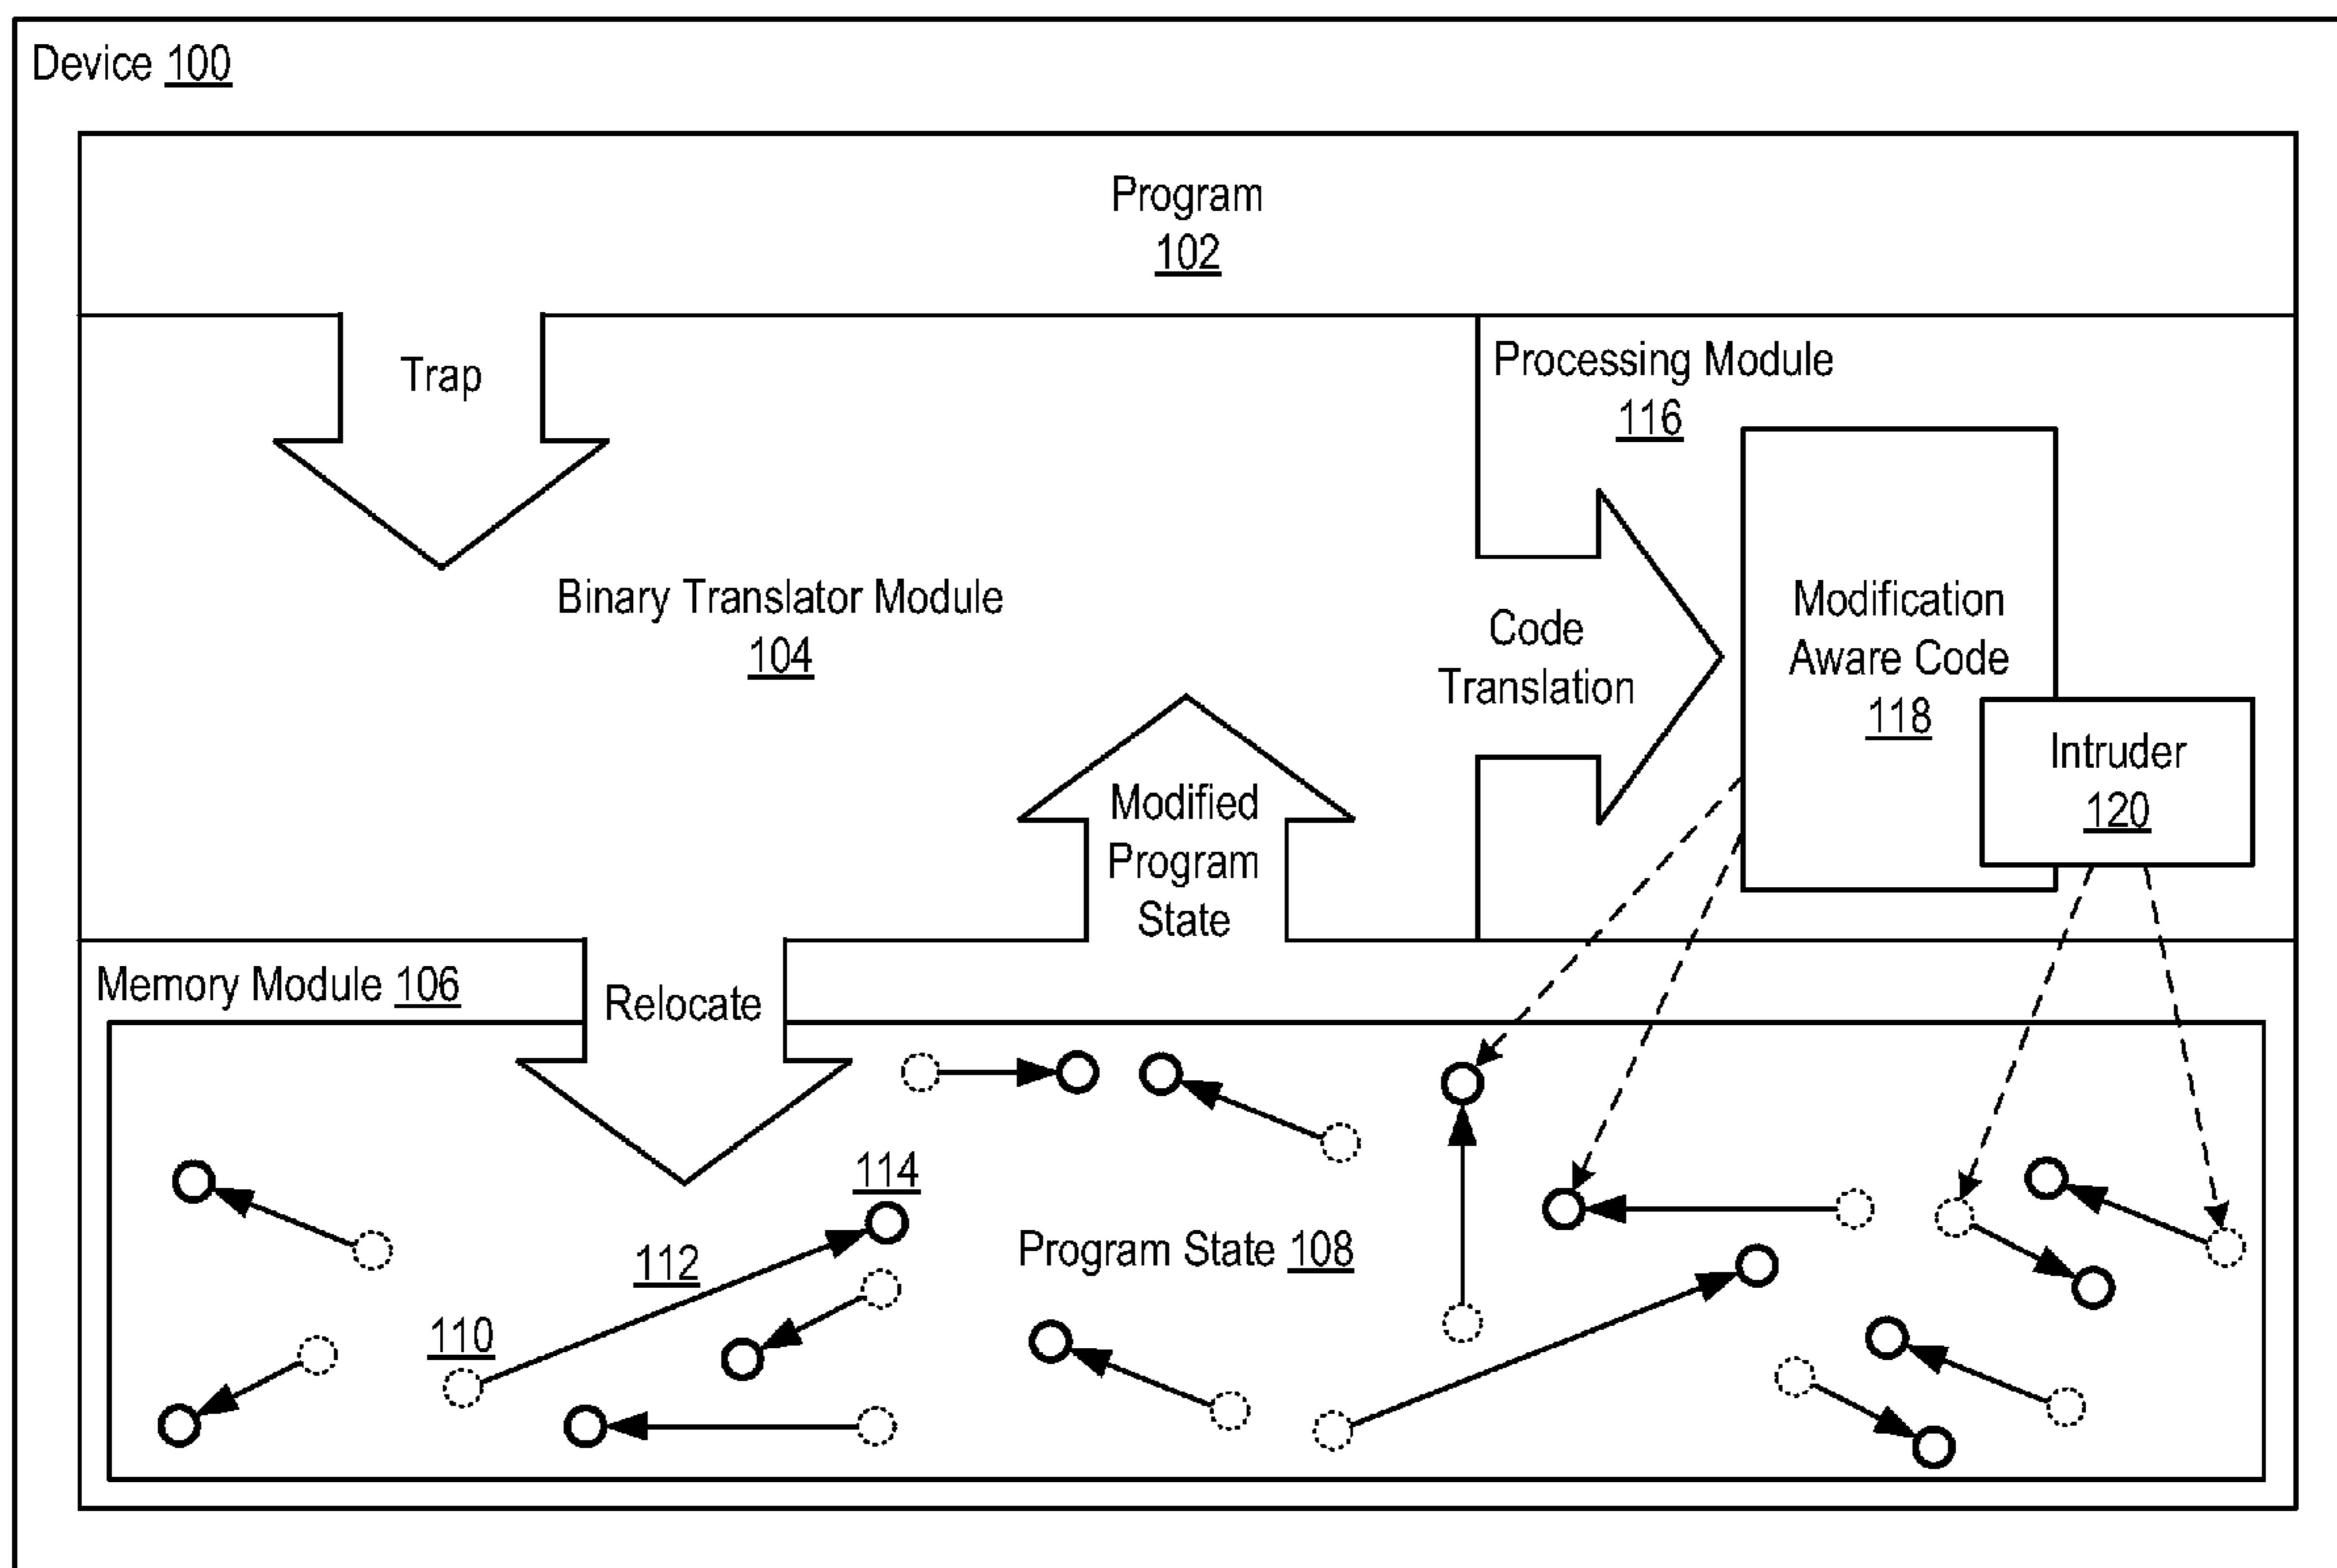 Device 100
Program
102
Trap
Processing Module
116
Binary Translator Module
104
Code
Translation
Modification
Aware Code
118
Intruder
120
Modified
Program
State
Memory Module 106
Relocate
114
112
110
Program State 108